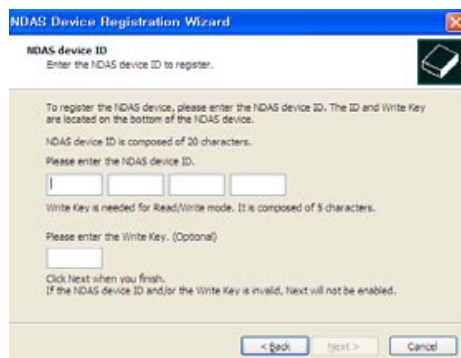 NDAS Device Registration Wizard
NDAS device ID
Enter the NDAS device ID to register.
To register the NDAS device, please enter the NDAS device ID. The ID and Write Key
are located on the bottom of the NDAS device.
NDAS device ID is composed of 20 characters.
Please enter the NDAS device ID.
Write Key is needed for Read/Write mode. It is composed of 5 characters.
Please enter the Write Key. (Optional)
Click Next when you finish.
If the NDAS device ID and/or the Write Key is invalid, Next will not be enabled.
< Back Next > Cancel